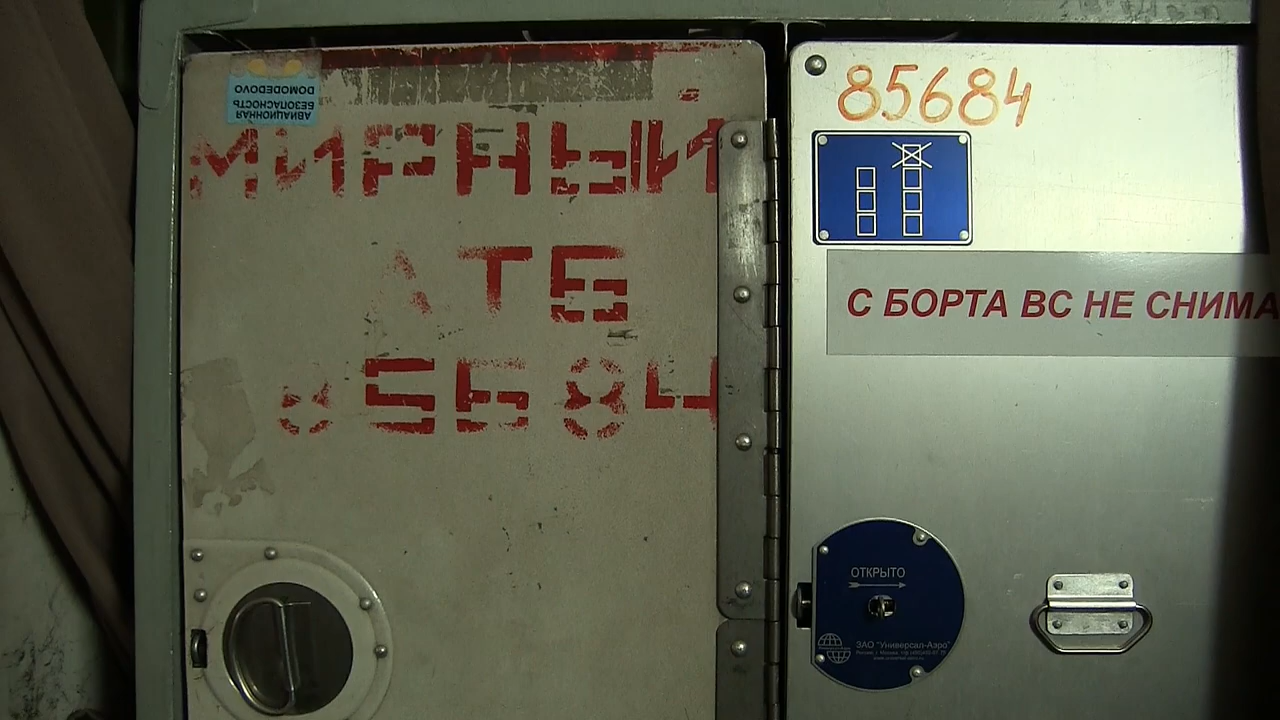 АВИАЦИОННАЯ
БЕЗОПАСНОСТЬ
DOMODEDOVO
МИРНЫЙ
АТБ
85684
85684
С БОРТА ВС НЕ СНИМА
ОТКРЫТО
ЗАО "Универсал-Аэро"